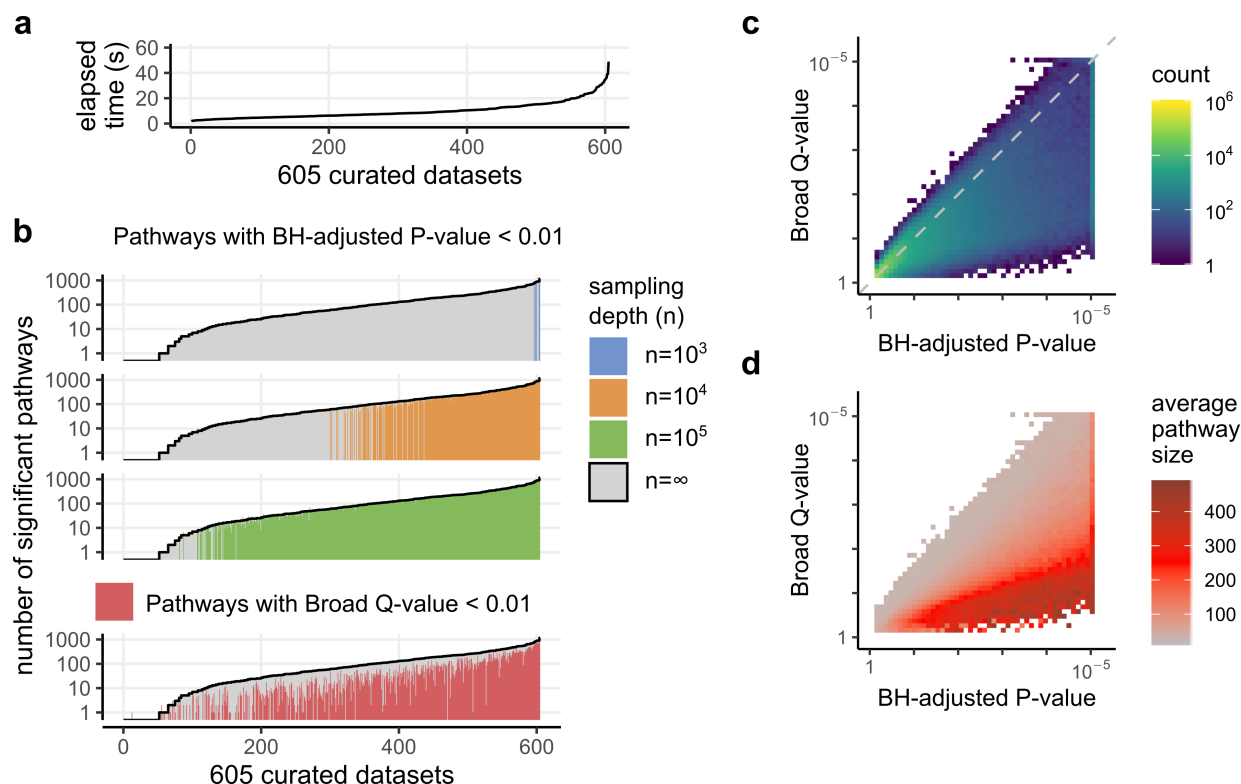 a
elapsed
time (s)
60
40
20
0
0
200
400
600
605 curated datasets
b
Pathways with BH-adjusted P-value < 0.01
number of significant pathways
1000
100
10
1
1000
100
10
1
1000
100
10
1
sampling
depth (n)
n=10³
n=10⁴
n=10⁵
n=∞
Pathways with Broad Q-value < 0.01
1000
100
10
1
0
200
400
600
605 curated datasets
c
Broad Q-value
10⁻⁵
1
1
10⁻⁵
BH-adjusted P-value
count
10⁶
10⁴
10²
1
d
Broad Q-value
10⁻⁵
1
1
10⁻⁵
BH-adjusted P-value
average
pathway
size
400
300
200
100